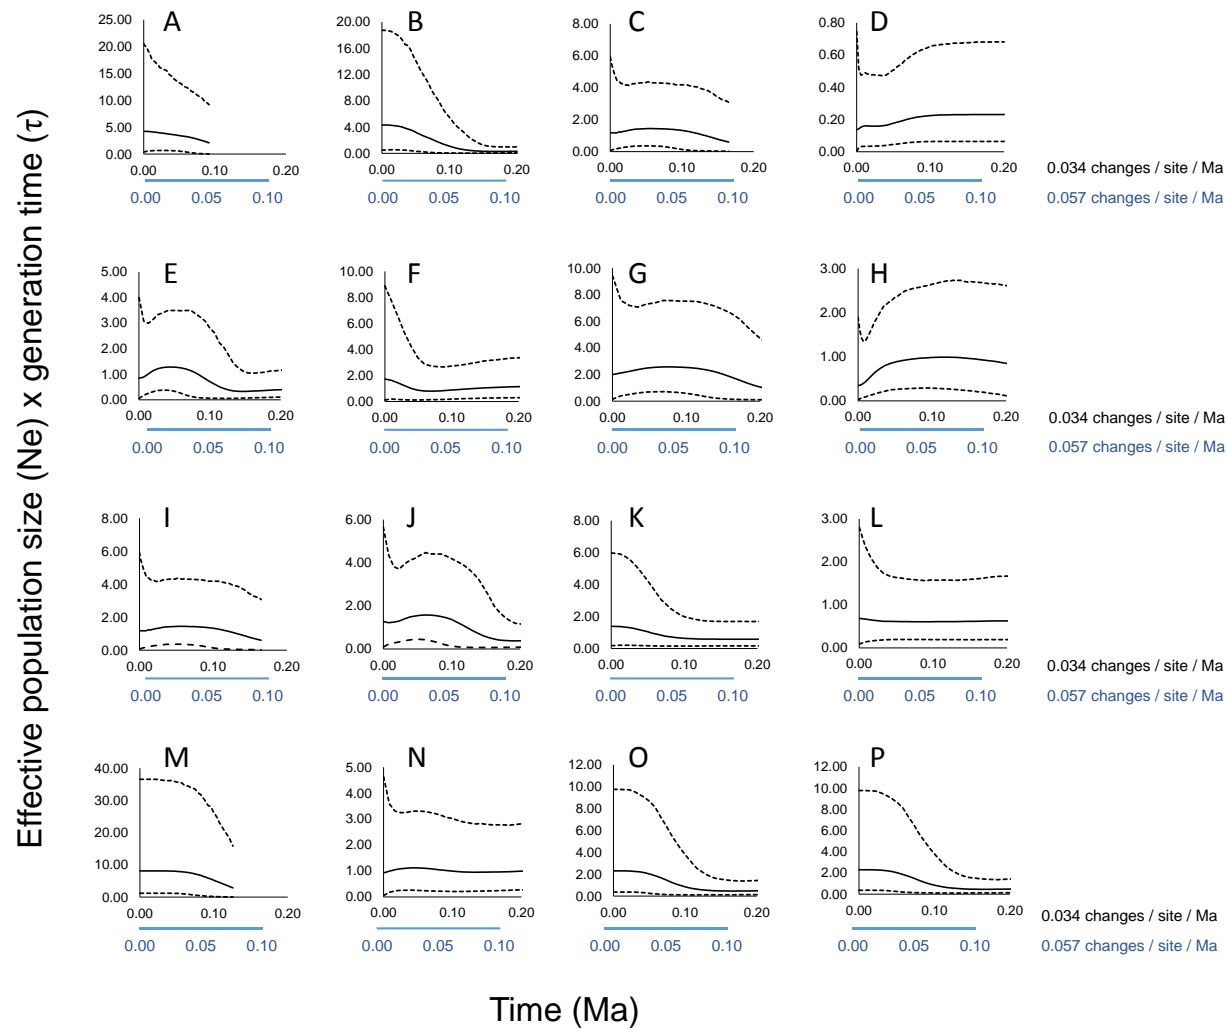 Effective population size (Ne) x generation time (τ)
A
25.00
20.00
15.00
10.00
5.00
0.00
0.00 0.10 0.20
0.00 0.05 0.10
B
20.00
16.00
12.00
8.00
4.00
0.00
0.00 0.10 0.20
0.00 0.05 0.10
C
8.00
6.00
4.00
2.00
0.00
0.00 0.10 0.20
0.00 0.05 0.10
D
0.80
0.60
0.40
0.20
0.00
0.00 0.10 0.20
0.00 0.05 0.10
0.034 changes / site / Ma
0.057 changes / site / Ma
E
5.00
4.00
3.00
2.00
1.00
0.00
0.00 0.10 0.20
0.00 0.05 0.10
F
10.00
8.00
6.00
4.00
2.00
0.00
0.00 0.10 0.20
0.00 0.05 0.10
G
10.00
8.00
6.00
4.00
2.00
0.00
0.00 0.10 0.20
0.00 0.05 0.10
H
3.00
2.00
1.00
0.00
0.00 0.10 0.20
0.00 0.05 0.10
0.034 changes / site / Ma
0.057 changes / site / Ma
I
8.00
6.00
4.00
2.00
0.00
0.00 0.10 0.20
0.00 0.05 0.10
J
6.00
4.00
2.00
0.00
0.00 0.10 0.20
0.00 0.05 0.10
K
8.00
6.00
4.00
2.00
0.00
0.00 0.10 0.20
0.00 0.05 0.10
L
3.00
2.00
1.00
0.00
0.00 0.10 0.20
0.00 0.05 0.10
0.034 changes / site / Ma
0.057 changes / site / Ma
M
40.00
30.00
20.00
10.00
0.00
0.00 0.10 0.20
0.00 0.05 0.10
N
5.00
4.00
3.00
2.00
1.00
0.00
0.00 0.10 0.20
0.00 0.05 0.10
O
12.00
10.00
8.00
6.00
4.00
2.00
0.00
0.00 0.10 0.20
0.00 0.05 0.10
P
12.00
10.00
8.00
6.00
4.00
2.00
0.00
0.00 0.10 0.20
0.00 0.05 0.10
0.034 changes / site / Ma
0.057 changes / site / Ma
Time (Ma)